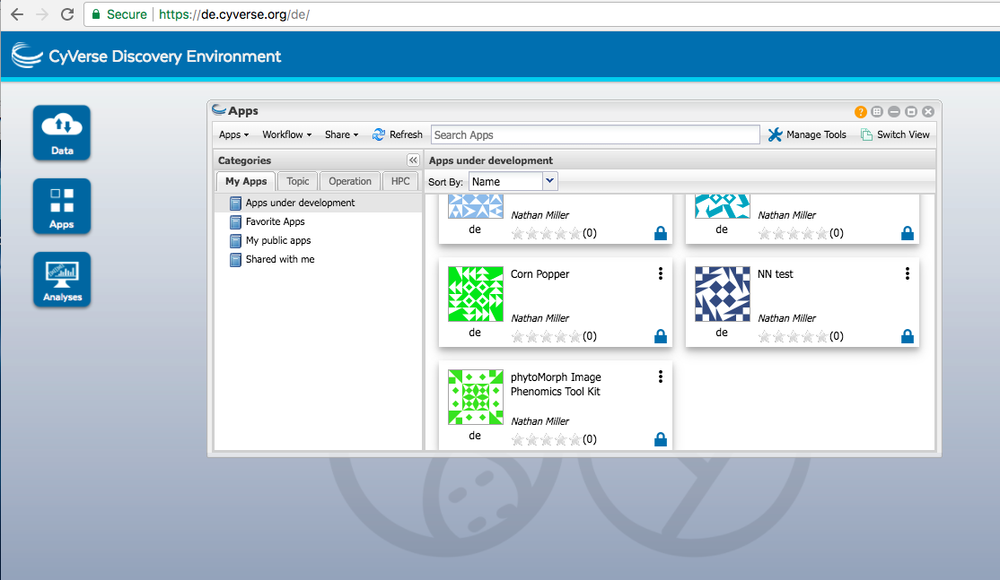 Secure https://de.cyverse.org/de/
CyVerse Discovery Environment
Data
Apps
Analyses
Apps
Apps Workflow Share Refresh Search Apps Manage Tools Switch View
Categories
My Apps Topic Operation HPC
Apps under development
Favorite Apps
My public apps
Shared with me
Apps under development
Sort By: Name
Nathan Miller
de (0)
Nathan Miller
de (0)
Corn Popper
Nathan Miller
de (0)
NN test
Nathan Miller
de (0)
phytoMorph Image
Phenomics Tool Kit
Nathan Miller
de (0)